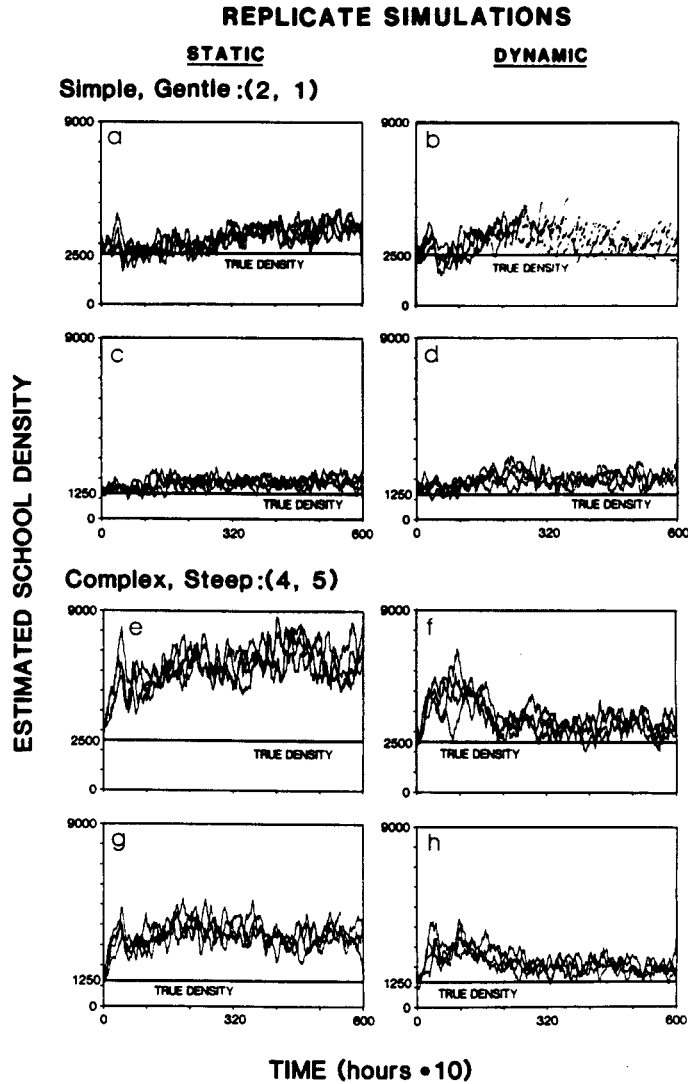 REPLICATE SIMULATIONS
STATIC DYNAMIC
Simple, Gentle :(2, 1)
ESTIMATED SCHOOL DENSITY
9000 a 9000 b
2500 2500
TRUE DENSITY TRUE DENSITY
0 0
9000 c 9000 d
1250 1250
TRUE DENSITY TRUE DENSITY
0 0
0 320 600 0 320 600
Complex, Steep :(4, 5)
9000 e 9000 f
2500 2500
TRUE DENSITY TRUE DENSITY
0 0
9000 g 9000 h
1250 1250
TRUE DENSITY TRUE DENSITY
0 0
0 320 600 0 320 600
TIME (hours • 10)